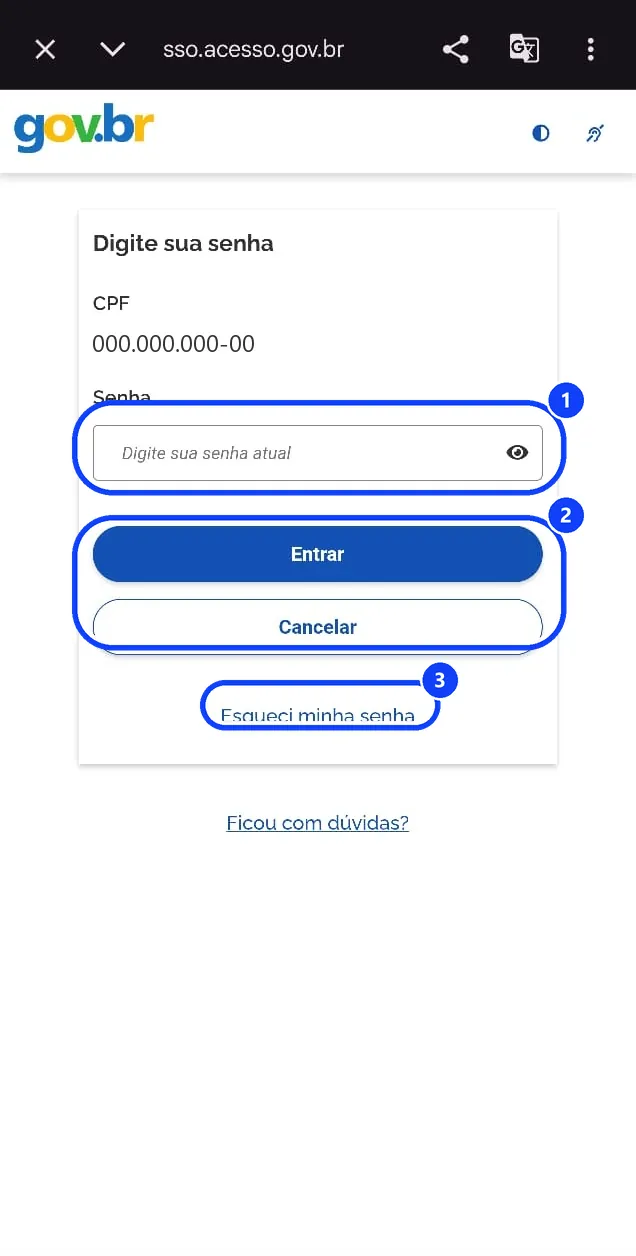 sso.acesso.gov.br
gov.br
Digite sua senha
CPF
000.000.000-00
Senha
1
Digite sua senha atual
2
Entrar
Cancelar
3
Esqueci minha senha
Ficou com dúvidas?